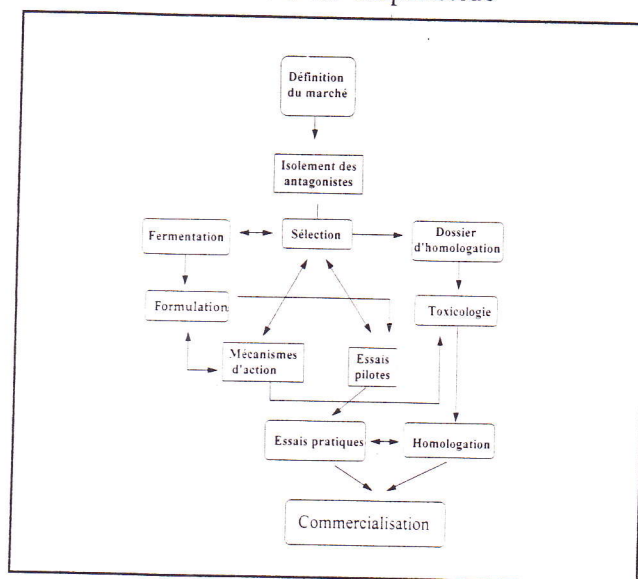 Définition
du marché
Isolement des
antagonistes
Fermentation
Sélection
Dossier
d'homologation
Formulation
Toxicologie
Mécanismes
d'action
Essais
pilotes
Essais pratiques
Homologation
Commercialisation